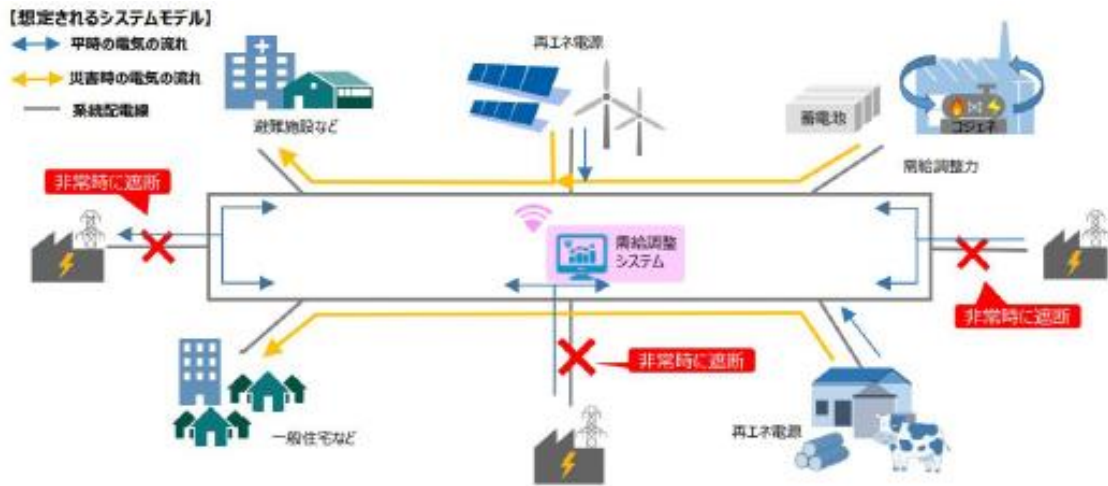 【想定されるシステムモデル】
平時の電気の流れ
災害時の電気の流れ
系統配電線
避難施設など
再エネ電源
蓄電池
コジェネ
需給調整力
非常時に遮断
需給調整
システム
非常時に遮断
非常時に遮断
一般住宅など
再エネ電源